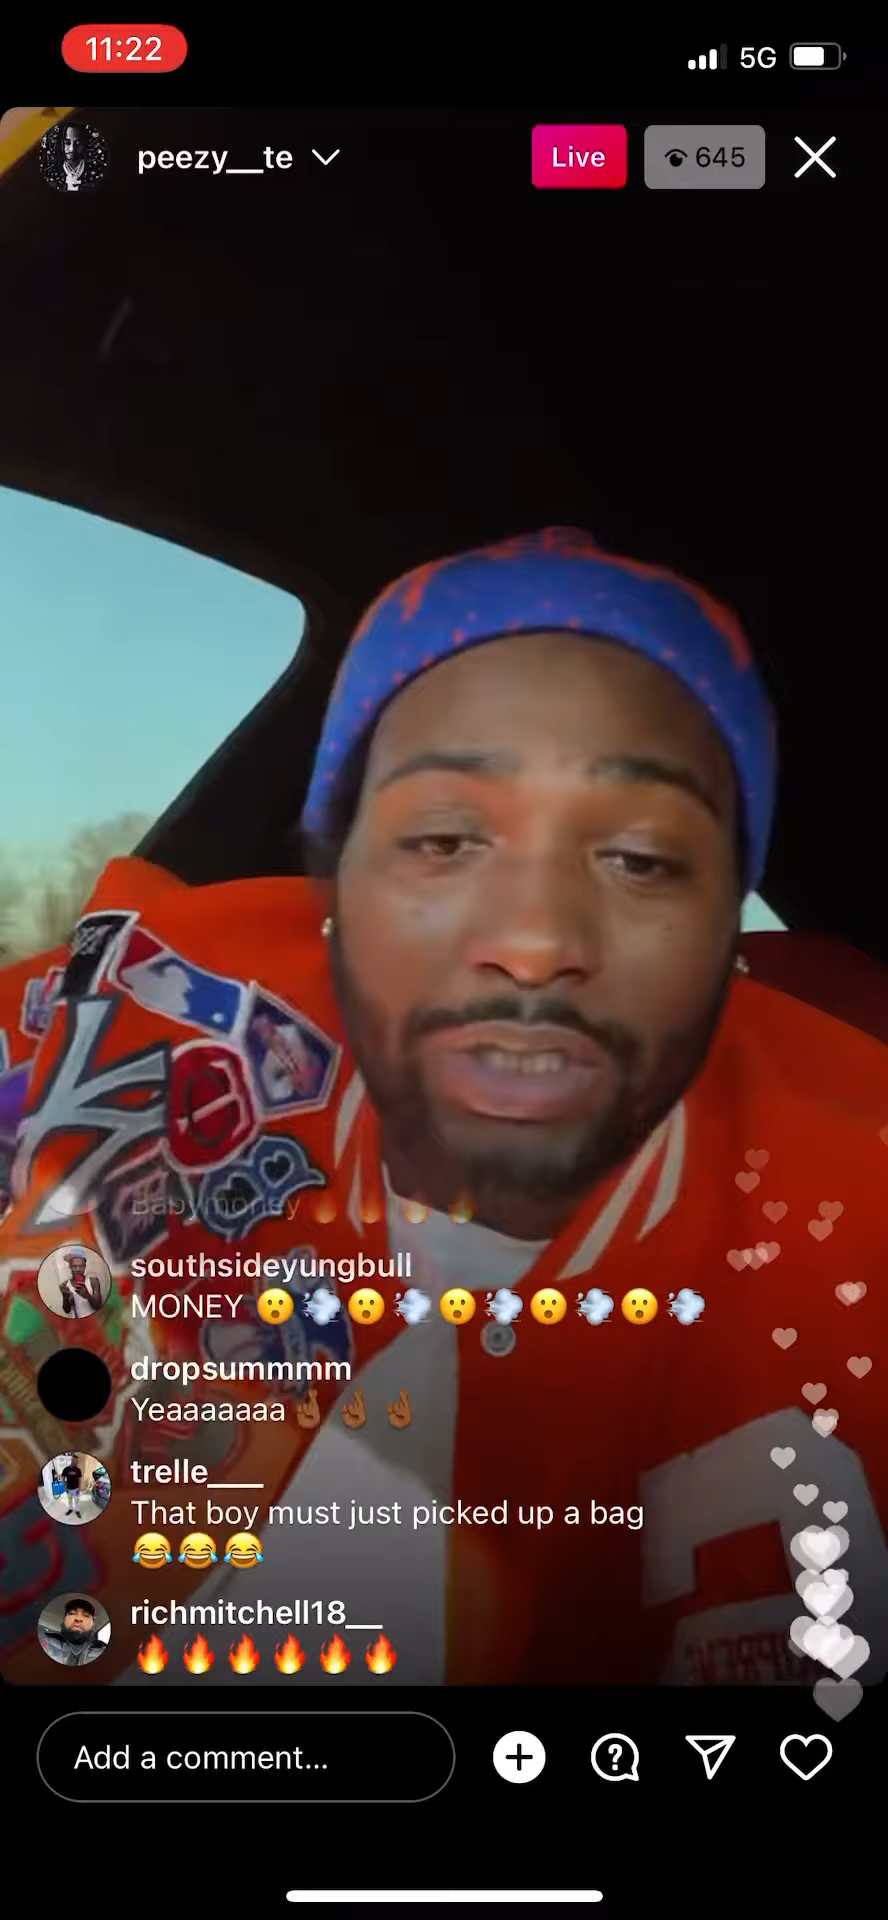 11:22
5G
peezy__te
Live
645
Babymoney 🔥🔥🔥🔥
southsideyungbull
MONEY 😮💨😮💨😮💨😮💨😮💨
dropsummmm
Yeaaaaaaa🤞🏾🤞🏾🤞🏾
trelle___
That boy must just picked up a bag
😂😂😂
richmitchell18__
🔥🔥🔥🔥🔥🔥
Add a comment...